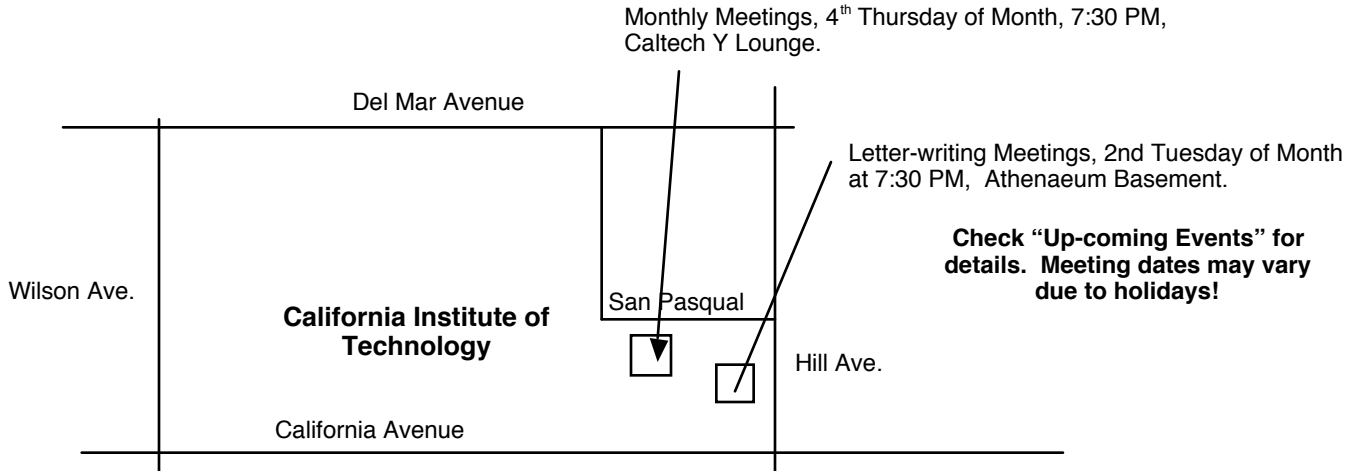 Monthly Meetings, 4th Thursday of Month, 7:30 PM,
Caltech Y Lounge.
Del Mar Avenue
Letter-writing Meetings, 2nd Tuesday of Month
at 7:30 PM, Athenaeum Basement.
Check “Up-coming Events” for
details. Meeting dates may vary
due to holidays!
Wilson Ave.
San Pasqual
California Institute of
Technology
Hill Ave.
California Avenue